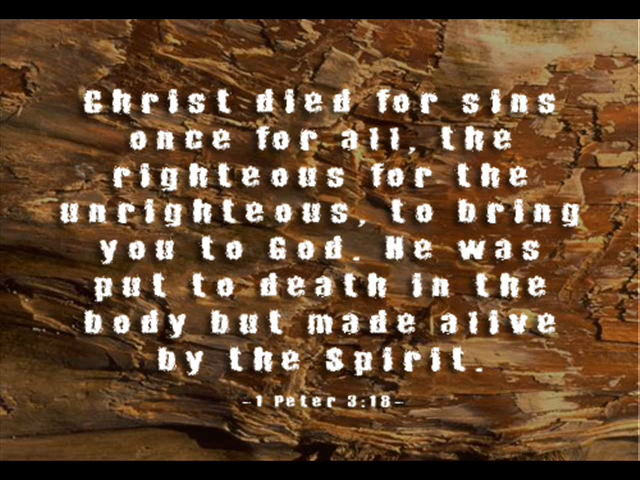 Christ died for sins
once for all, the
righteous for the
unrighteous, to bring
you to God. He was
put to death in the
body but made alive
by the Spirit.
-1 Peter 3:18-